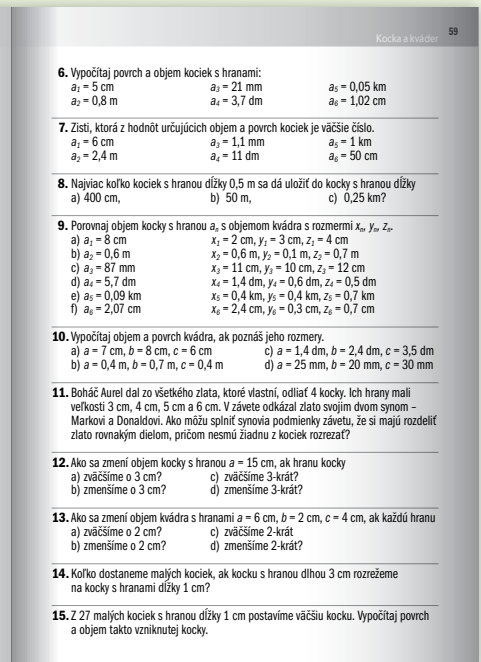 Kocka a kváder 59
6. Vypočítaj povrch a objem kociek s hranami:
a₁ = 5 cm a₃ = 21 mm a₅ = 0,05 km
a₂ = 0,8 m a₄ = 3,7 dm a₆ = 1,02 cm
7. Zisti, ktorá z hodnôt určujúcich objem a povrch kociek je väčšie číslo.
a₁ = 6 cm a₃ = 1,1 mm a₅ = 1 km
a₂ = 2,4 m a₄ = 11 dm a₆ = 50 cm
8. Najviac koľko kociek s hranou dĺžky 0,5 m sa dá uložiť do kocky s hranou dĺžky
a) 400 cm, b) 50 m, c) 0,25 km?
9. Porovnaj objem kocky s hranou aₙ s objemom kvádra s rozmermi xₙ, yₙ, zₙ.
a) a₁ = 8 cm x₁ = 2 cm, y₁ = 3 cm, z₁ = 4 cm
b) a₂ = 0,6 m x₂ = 0,6 m, y₂ = 0,1 m, z₂ = 0,7 m
c) a₃ = 87 mm x₃ = 11 cm, y₃ = 10 cm, z₃ = 12 cm
d) a₄ = 5,7 dm x₄ = 1,4 dm, y₄ = 0,6 dm, z₄ = 0,5 dm
e) a₅ = 0,09 km x₅ = 0,4 km, y₅ = 0,4 km, z₅ = 0,7 km
f) a₆ = 2,07 cm x₆ = 2,4 cm, y₆ = 0,3 cm, z₆ = 0,7 cm
10. Vypočítaj objem a povrch kvádra, ak poznáš jeho rozmery.
a) a = 7 cm, b = 8 cm, c = 6 cm c) a = 1,4 dm, b = 2,4 dm, c = 3,5 dm
b) a = 0,4 m, b = 0,7 m, c = 0,4 m d) a = 25 mm, b = 20 mm, c = 30 mm
11. Boháč Aurel dal zo všetkého zlata, ktoré vlastní, odliať 4 kocky. Ich hrany mali
veľkosti 3 cm, 4 cm, 5 cm a 6 cm. V závete odkázal zlato svojim dvom synom –
Markovi a Donaldovi. Ako môžu splniť synovia podmienky závetu, že si majú rozdeliť
zlato rovnakým dielom, pričom nesmú žiadnu z kociek rozrezať?
12. Ako sa zmení objem kocky s hranou a = 15 cm, ak hranu kocky
a) zväčšíme o 3 cm? c) zväčšíme 3-krát?
b) zmenšíme o 3 cm? d) zmenšíme 3-krát?
13. Ako sa zmení objem kvádra s hranami a = 6 cm, b = 2 cm, c = 4 cm, ak každú hranu
a) zväčšíme o 2 cm? c) zväčšíme 2-krát
b) zmenšíme o 2 cm? d) zmenšíme 2-krát?
14. Koľko dostaneme malých kociek, ak kocku s hranou dlhou 3 cm rozrežeme
na kocky s hranami dĺžky 1 cm?
15. Z 27 malých kociek s hranou dĺžky 1 cm postavíme väčšiu kocku. Vypočítaj povrch
a objem takto vzniknutej kocky.